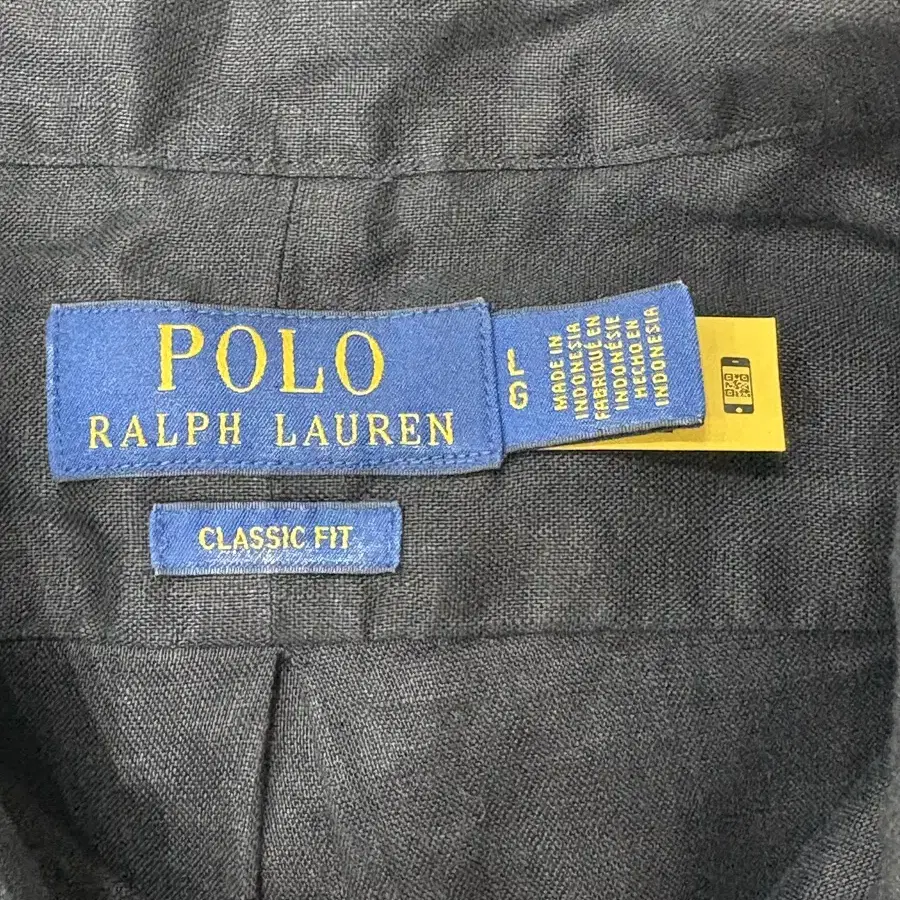 POLO
RALPH LAUREN
L
G
MADE IN
INDONESIA
FABRIQUÉ EN
INDONÉSIE
HECHO EN
INDONESIA
CLASSIC FIT